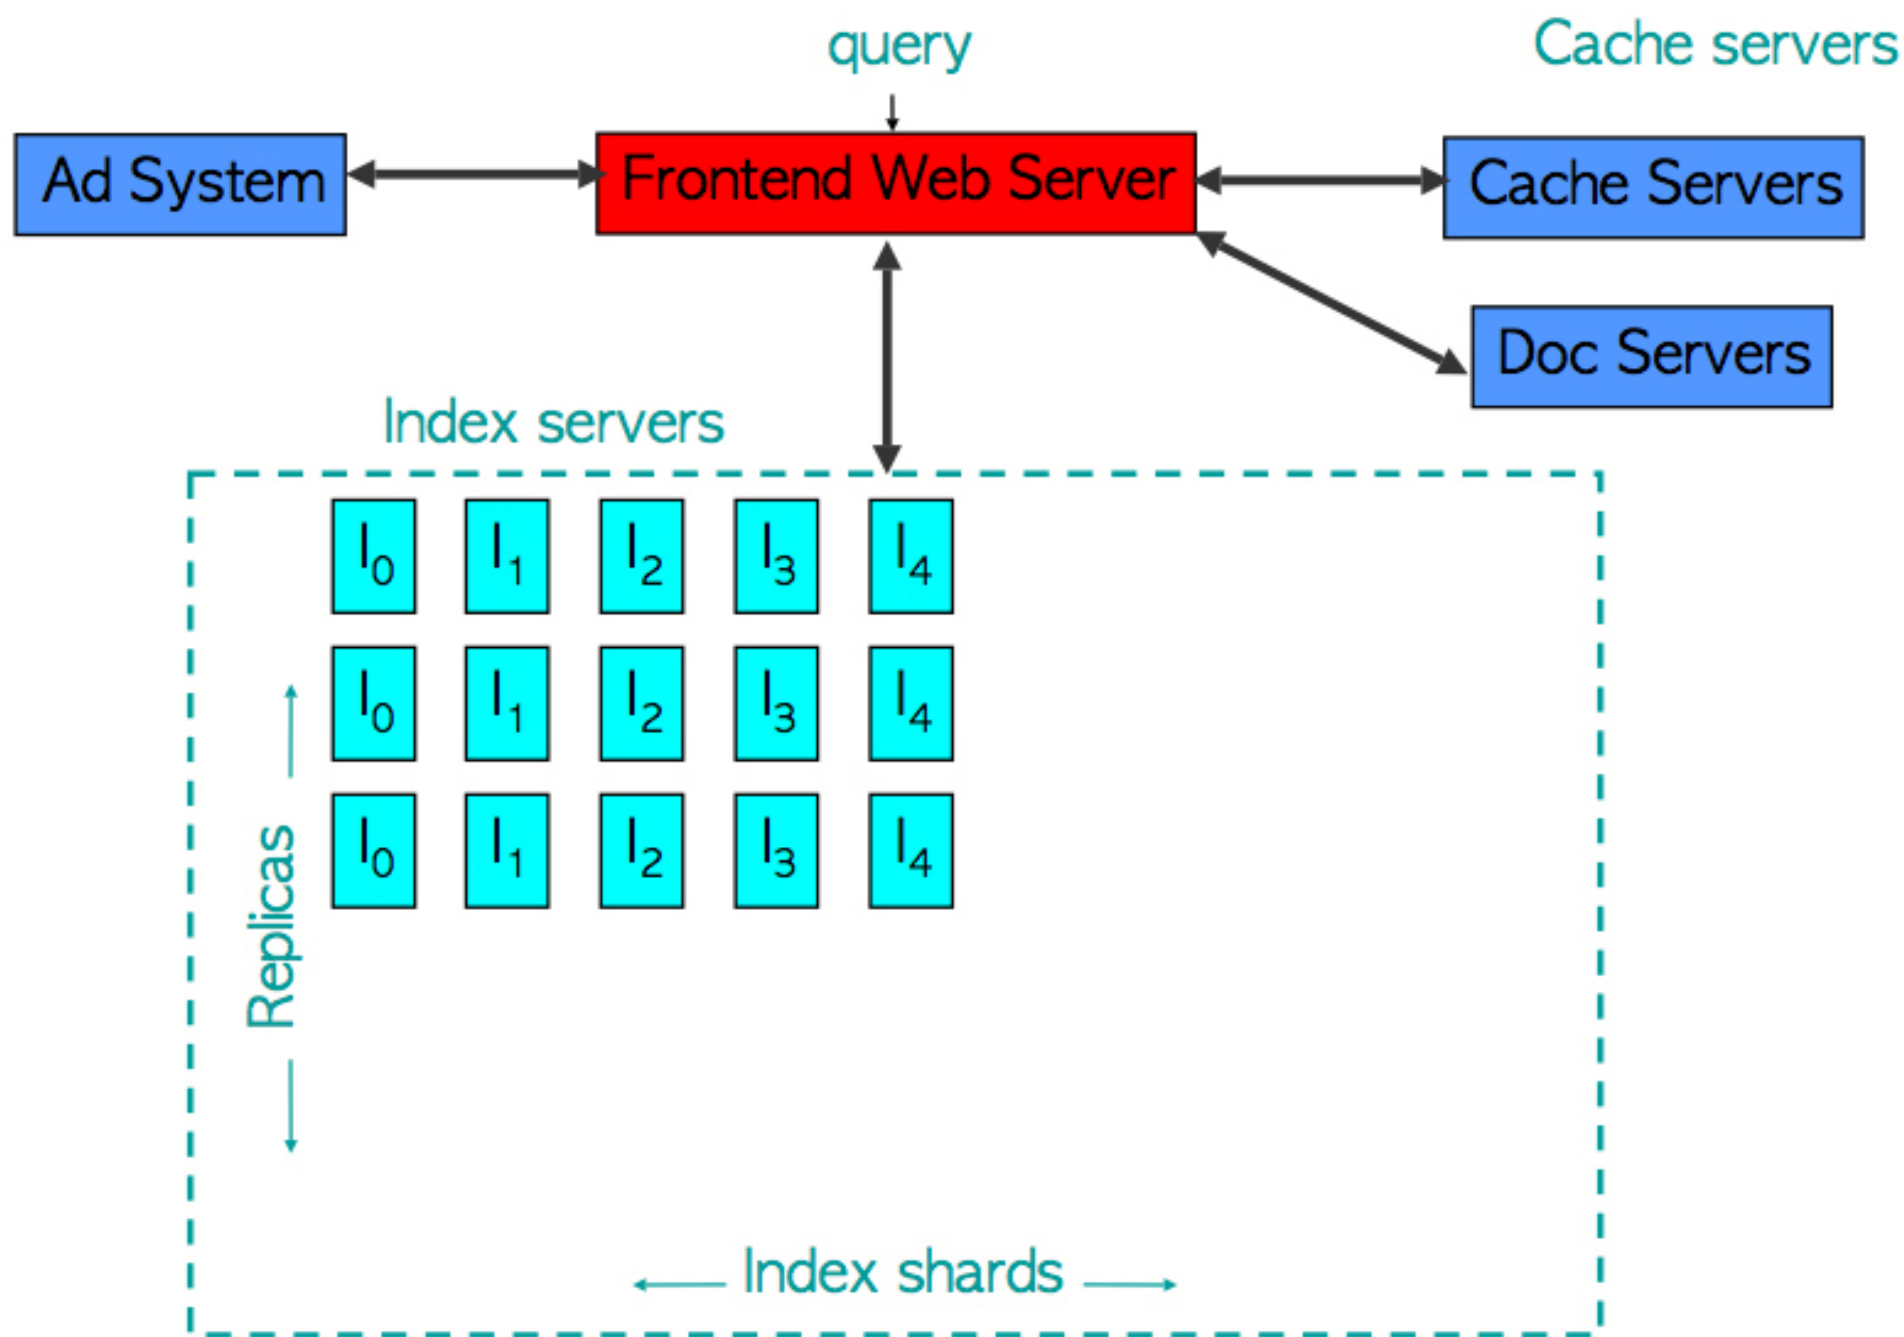 query
Cache servers
Ad System
Frontend Web Server
Cache Servers
Doc Servers
Index servers
I0 I1 I2 I3 I4
I0 I1 I2 I3 I4
I0 I1 I2 I3 I4
Replicas
Index shards